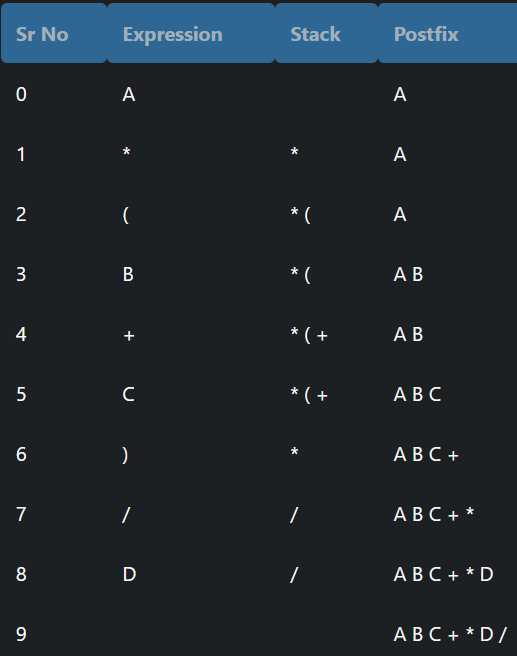 Sr No Expression Stack Postfix
0 A A
1 * * A
2 ( * ( A
3 B * ( A B
4 + * ( + A B
5 C * ( + A B C
6 ) * A B C +
7 / / A B C + *
8 D / A B C + * D
9 A B C + * D /